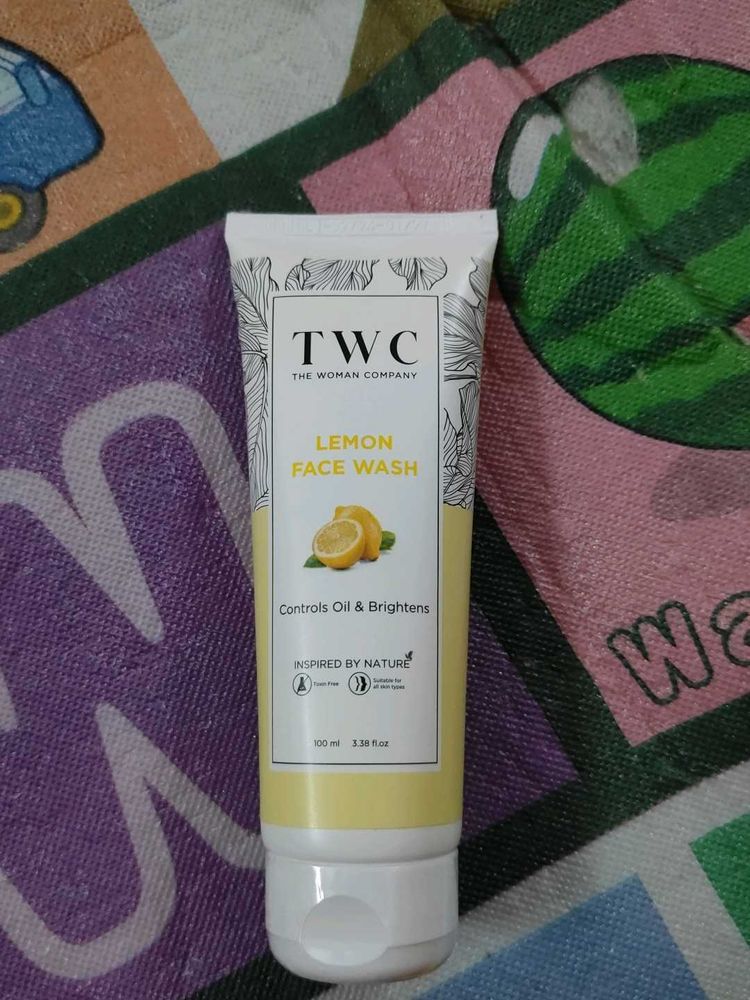 TWC
THE WOMAN COMPANY
LEMON
FACE WASH
Controls Oil & Brightens
INSPIRED BY NATURE
Toxin Free
Suitable for
all skin types
100 ml 3.38 fl.oz
Wa